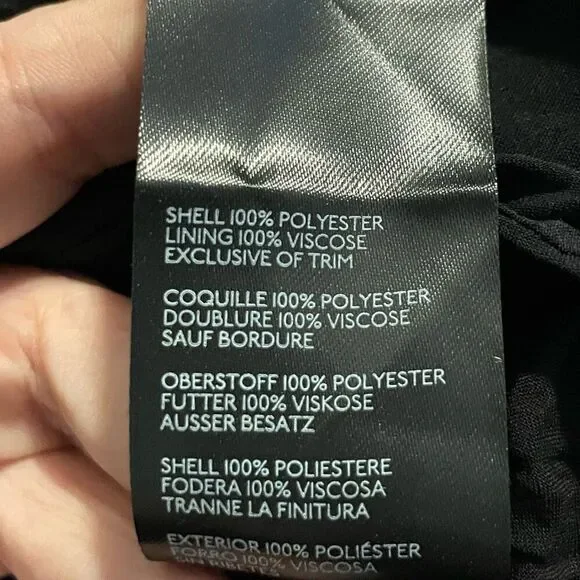 SHELL 100% POLYESTER
LINING 100% VISCOSE
EXCLUSIVE OF TRIM
COQUILLE 100% POLYESTER
DOUBLURE 100% VISCOSE
SAUF BORDURE
OBERSTOFF 100% POLYESTER
FUTTER 100% VISKOSE
AUSSER BESATZ
SHELL 100% POLIESTERE
FODERA 100% VISCOSA
TRANNE LA FINITURA
EXTERIOR 100% POLIÉSTER
FORRO 100% VISCOSA
SIN RIBETES